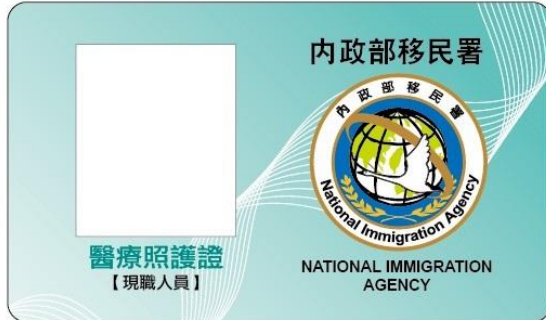 內政部移民署
內政部移民署
National Immigration Agency
醫療照護證
【現職人員】
NATIONAL IMMIGRATION
AGENCY